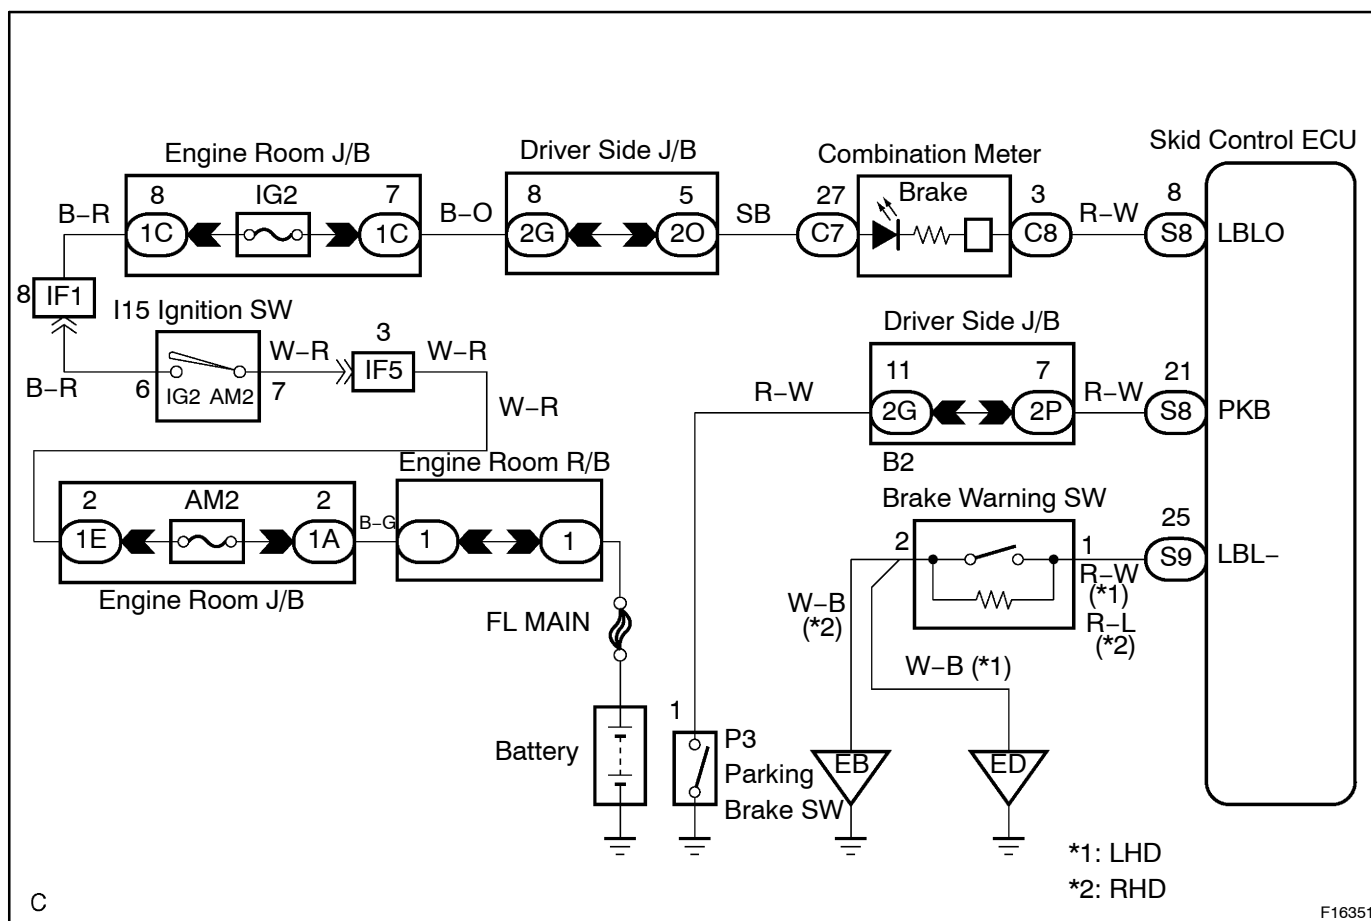 Engine Room J/B
Driver Side J/B
Combination Meter
Skid Control ECU
8
IG2
7
8
5
27
Brake
3
8
B−R
1C
1C
B−O
2G
2O
SB
C7
C8
R−W
S8
LBLO
8
IF1
I15 Ignition SW
3
W−R
IF5
W−R
B−R
6
IG2
AM2
7
W−R
Driver Side J/B
11
7
21
R−W
2G
2P
R−W
S8
PKB
B2
Brake Warning SW
Engine Room R/B
2
AM2
2
1E
1A
B−G
1
1
Engine Room J/B
25
2
1
S9
LBL-
R−W
(*1)
R−L
(*2)
W−B
(*2)
W−B (*1)
FL MAIN
Battery
1
P3
Parking
Brake SW
EB
ED
*1: LHD
*2: RHD
C
F16351